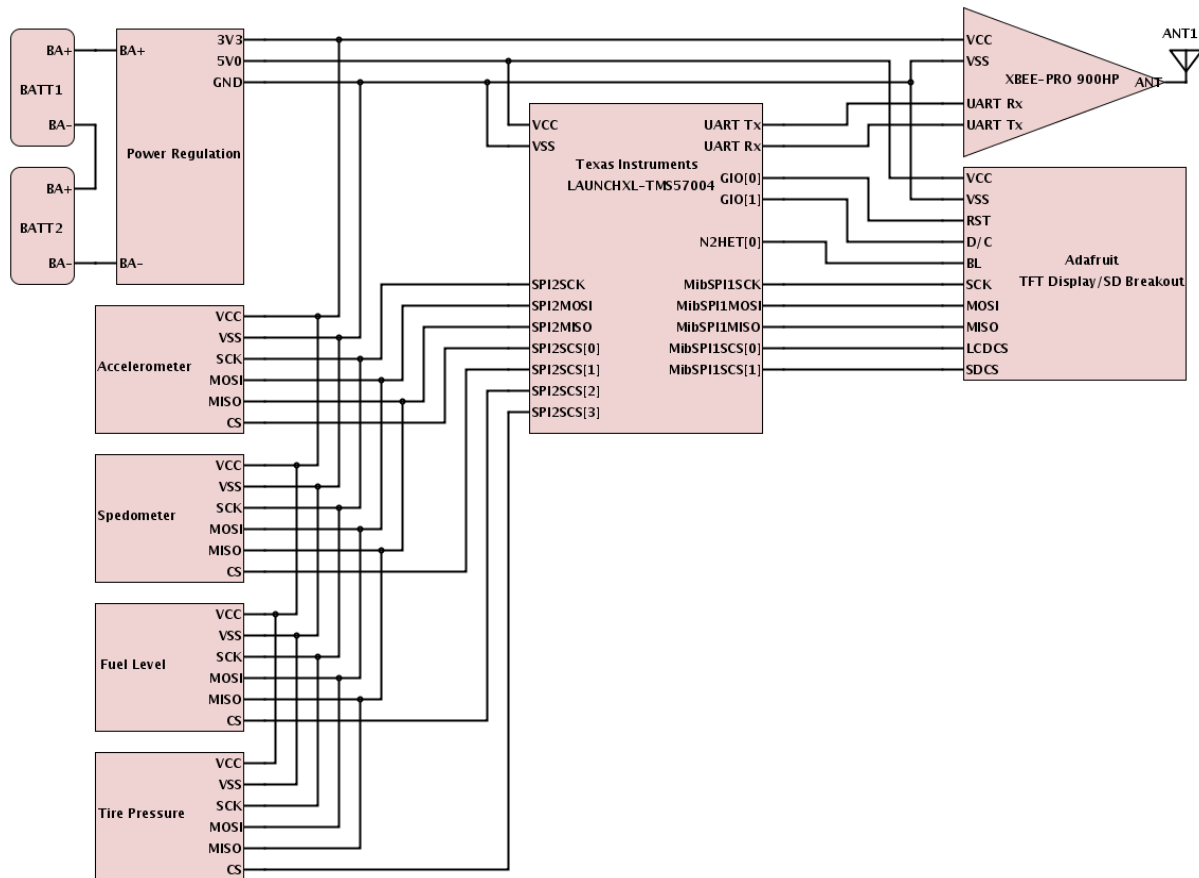 BA+
BATT1
BA-
BA+
BATT2
BA-
BA+
Power Regulation
BA-
3V3
5V0
GND
VCC
VSS
UART Rx
UART Tx
XBEE-PRO 900HP
ANT
ANT1
VCC
VSS
Texas Instruments
LAUNCHXL-TMS57004
UART Tx
UART Rx
GIO[0]
GIO[1]
N2HET[0]
SPI2SCK
SPI2MOSI
SPI2MISO
SPI2SCS[0]
SPI2SCS[1]
SPI2SCS[2]
SPI2SCS[3]
MibSPI1SCK
MibSPI1MOSI
MibSPI1MISO
MibSPI1SCS[0]
MibSPI1SCS[1]
VCC
VSS
RST
D/C
BL
SCK
MOSI
MISO
LCDCS
SDCS
Adafruit
TFT Display/SD Breakout
Accelerometer
VCC
VSS
SCK
MOSI
MISO
CS
Spedometer
VCC
VSS
SCK
MOSI
MISO
CS
Fuel Level
VCC
VSS
SCK
MOSI
MISO
CS
Tire Pressure
VCC
VSS
SCK
MOSI
MISO
CS